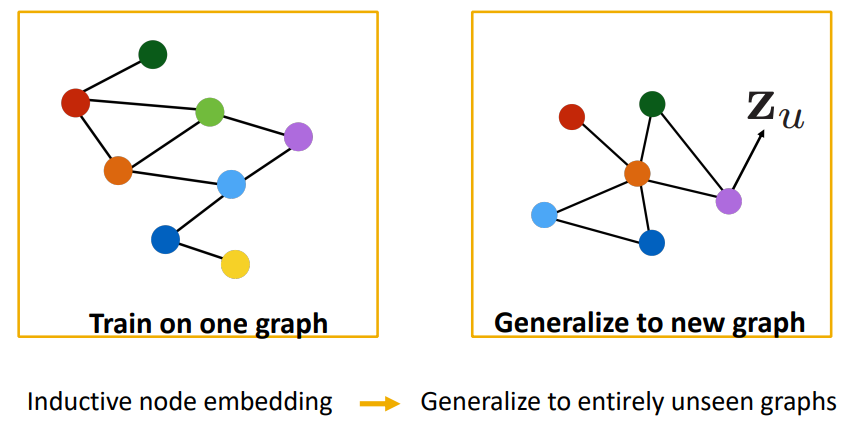 z_u
Train on one graph
Generalize to new graph
Inductive node embedding
Generalize to entirely unseen graphs